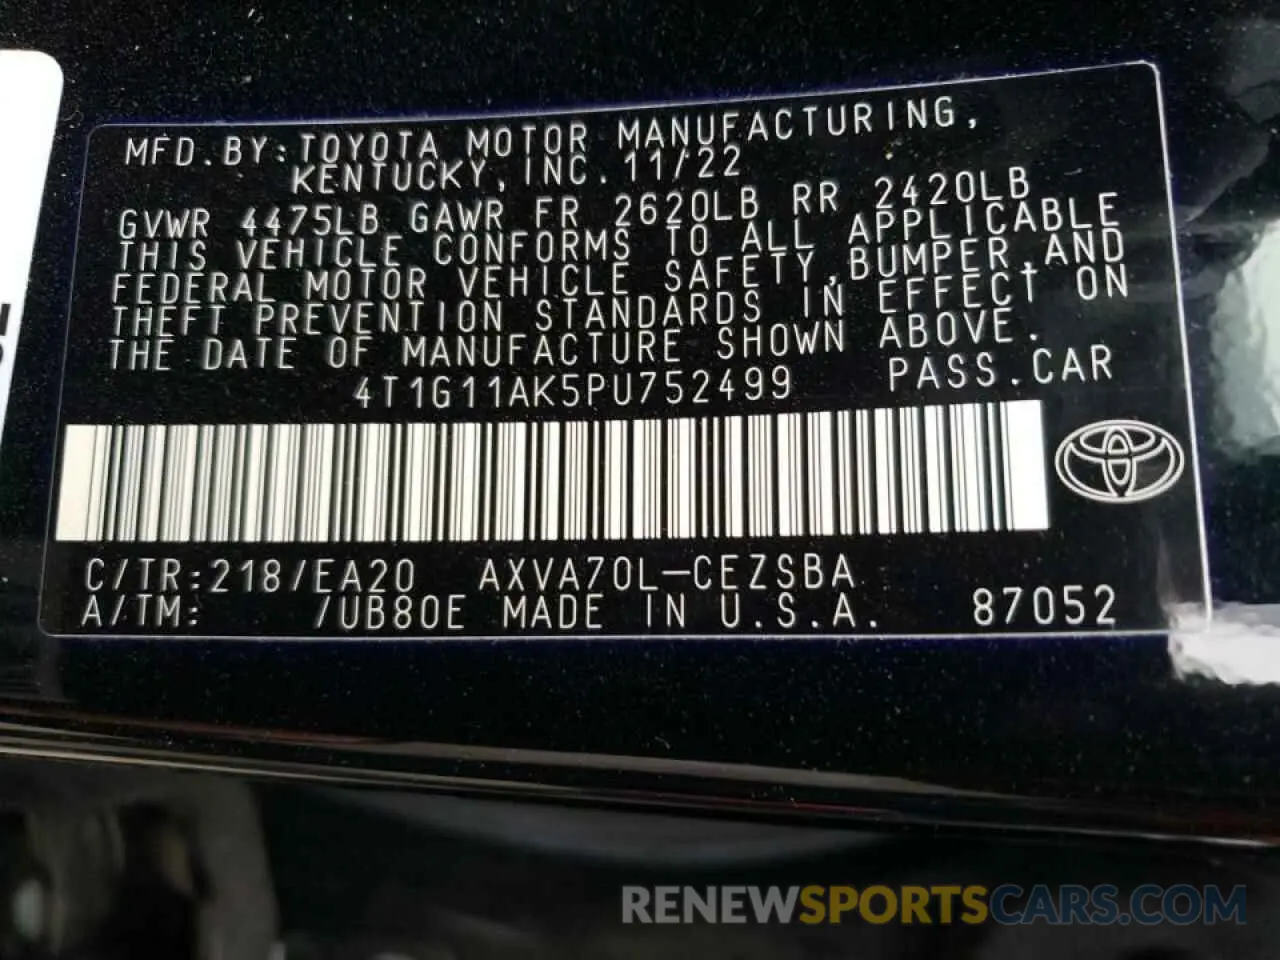 MFD.BY:TOYOTA MOTOR MANUFACTURING,
KENTUCKY,INC.11/22
GVWR 4475LB GAWR FR 2620LB RR 2420LB
THIS VEHICLE CONFORMS TO ALL APPLICABLE
FEDERAL MOTOR VEHICLE SAFETY,BUMPER,AND
THEFT PREVENTION STANDARDS IN EFFECT ON
THE DATE OF MANUFACTURE SHOWN ABOVE.
4T1G11AK5PU752499 PASS.CAR
C/TR:218/EA20 AXVA70L-CEZSBA
A/TM: /UB80E MADE IN U.S.A. 87052
RENEWSPORTSCARS.COM